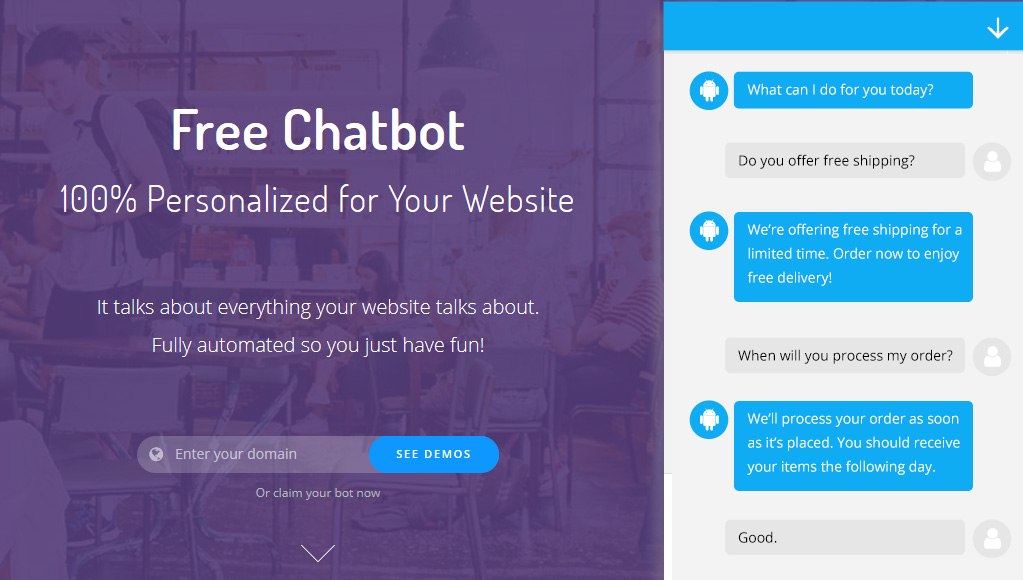 Free Chatbot
100% Personalized for Your Website
It talks about everything your website talks about.
Fully automated so you just have fun!
Enter your domain
SEE DEMOS
Or claim your bot now
What can I do for you today?
Do you offer free shipping?
We’re offering free shipping for a
limited time. Order now to enjoy
free delivery!
When will you process my order?
We’ll process your order as soon
as it’s placed. You should receive
your items the following day.
Good.